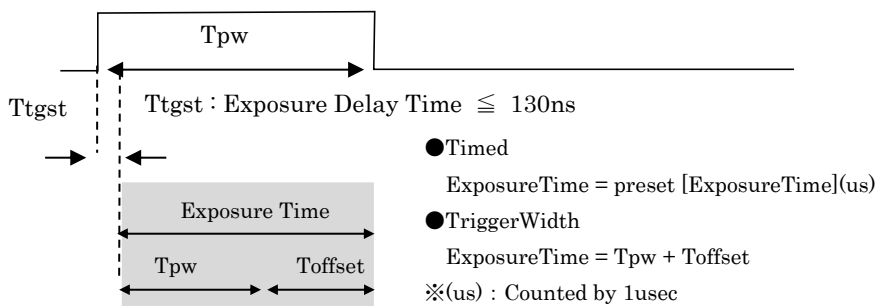 Tpw
Ttgst
Ttgst : Exposure Delay Time ≦ 130ns
●Timed
ExposureTime = preset [ExposureTime](us)
●TriggerWidth
ExposureTime = Tpw + Toffset
※(us) : Counted by 1usec
Exposure Time
Tpw Toffset